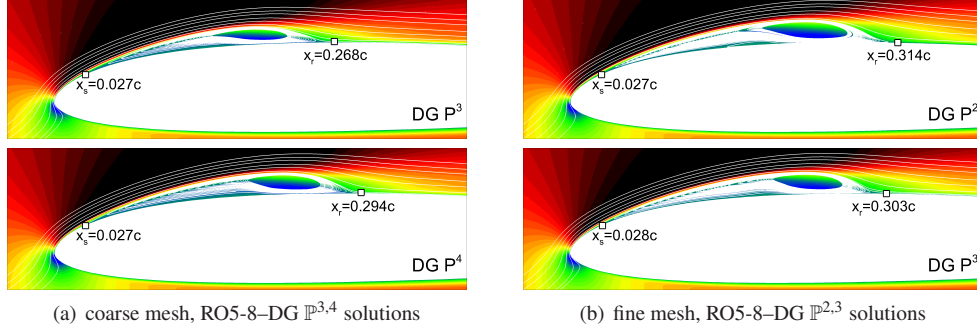 x_r=0.268c
x_s=0.027c
DG P^3
x_r=0.294c
x_s=0.027c
DG P^4
(a) coarse mesh, RO5-8–DG ℙ^{3,4} solutions
x_r=0.314c
x_s=0.027c
DG P^2
x_r=0.303c
x_s=0.028c
DG P^3
(b) fine mesh, RO5-8–DG ℙ^{2,3} solutions